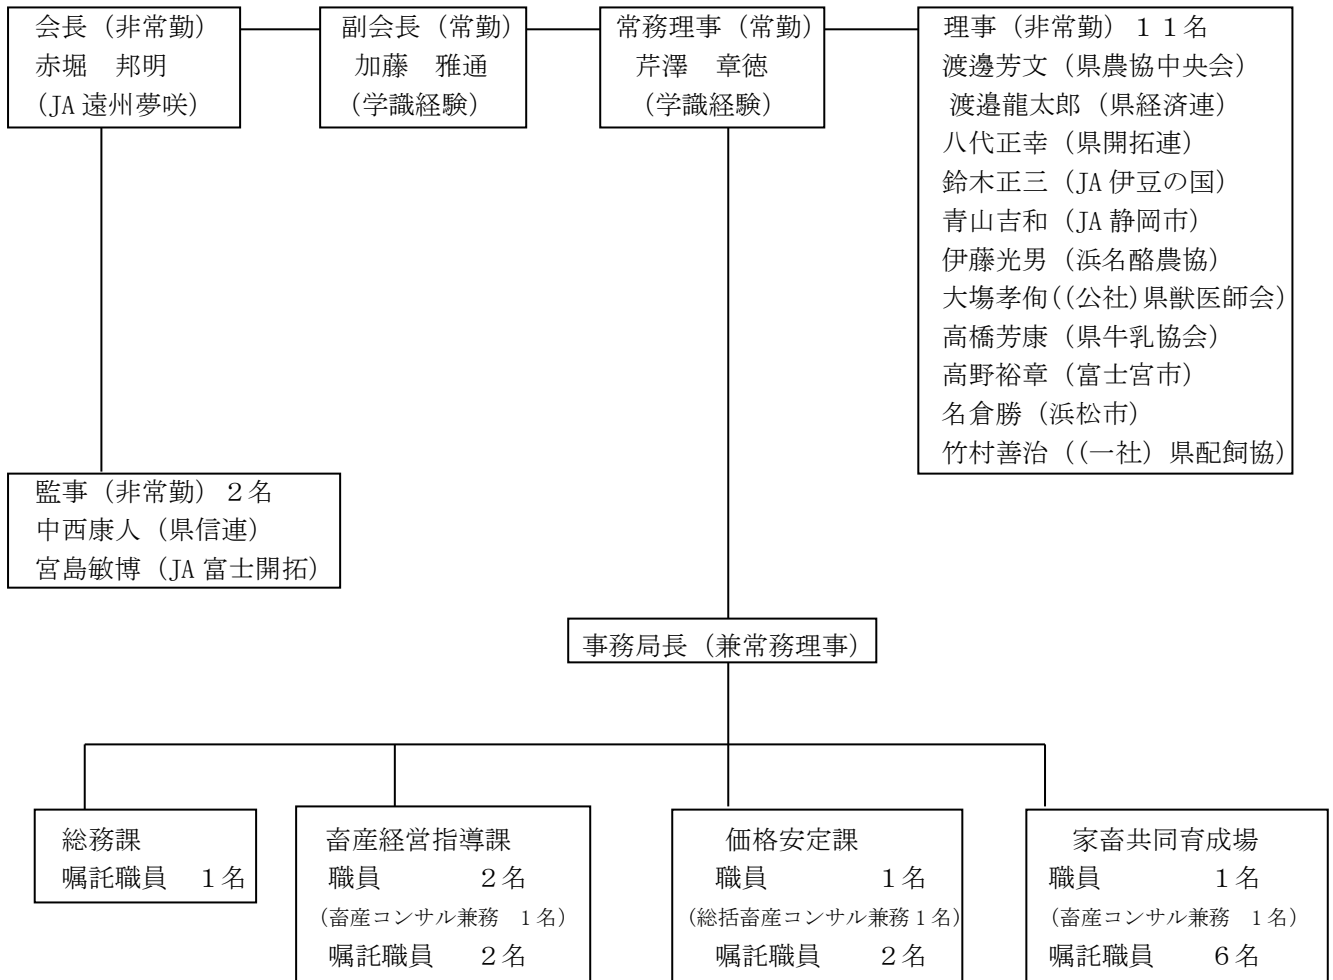 会長（非常勤）
赤堀　邦明
(JA 遠州夢咲）
副会長（常勤）
加藤　雅通
(学識経験）
常務理事（常勤）
芹澤　章徳
(学識経験）
理事（非常勤）１１名
渡邊芳文（県農協中央会）
渡邉龍太郎（県経済連）
八代正幸（県開拓連）
鈴木正三（JA 伊豆の国）
青山吉和（JA 静岡市）
伊藤光男（浜名酪農協）
大塲孝侚((公社)県獣医師会)
高橋芳康（県牛乳協会）
高野裕章（富士宮市）
名倉勝（浜松市）
竹村善治（(一社）県配飼協）
監事（非常勤）２名
中西康人（県信連）
宮島敏博（JA 富士開拓）
事務局長（兼常務理事）
総務課
嘱託職員　１名
畜産経営指導課
職員　２名
（畜産コンサル兼務　1 名）
嘱託職員　２名
価格安定課
職員　１名
(総括畜産コンサル兼務 1 名)
嘱託職員　２名
家畜共同育成場
職員　１名
（畜産コンサル兼務　1 名）
嘱託職員　６名